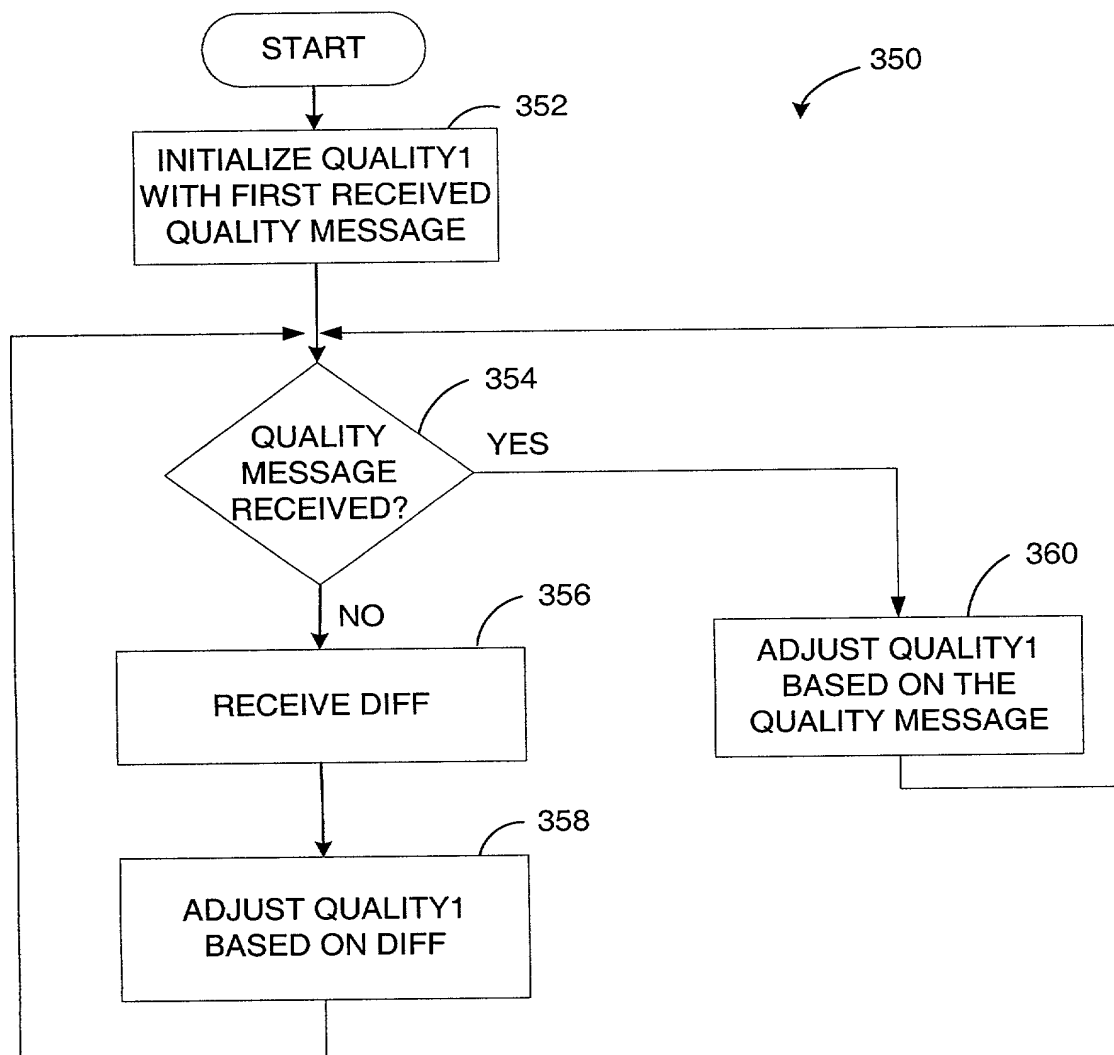 START
350
352
INITIALIZE QUALITY1
WITH FIRST RECEIVED
QUALITY MESSAGE
354
QUALITY
MESSAGE
RECEIVED?
YES
NO
356
RECEIVE DIFF
360
ADJUST QUALITY1
BASED ON THE
QUALITY MESSAGE
358
ADJUST QUALITY1
BASED ON DIFF